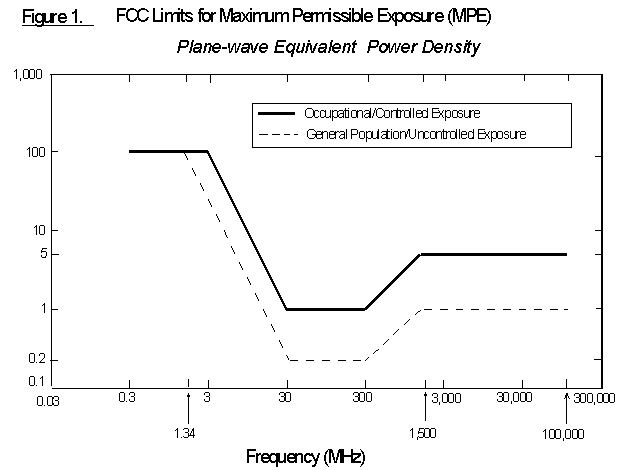 Figure 1. FCC Limits for Maximum Permissible Exposure (MPE)
Plane-wave Equivalent Power Density
1,000
Occupational/Controlled Exposure
General Population/Uncontrolled Exposure
100
10
5
1
0.2
0.1
0.03 0.3 3 30 300 3,000 30,000 300,000
1.34 1,500 100,000
Frequency (MHz)